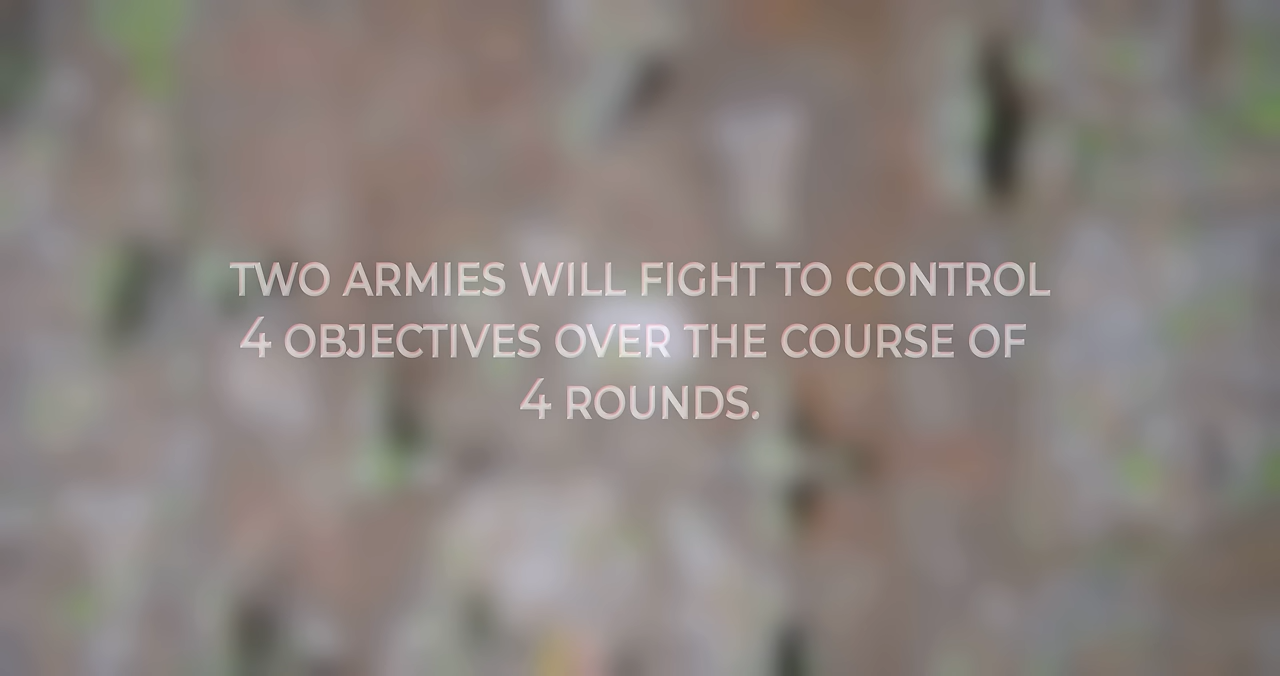 TWO ARMIES WILL FIGHT TO CONTROL
4 OBJECTIVES OVER THE COURSE OF
4 ROUNDS.